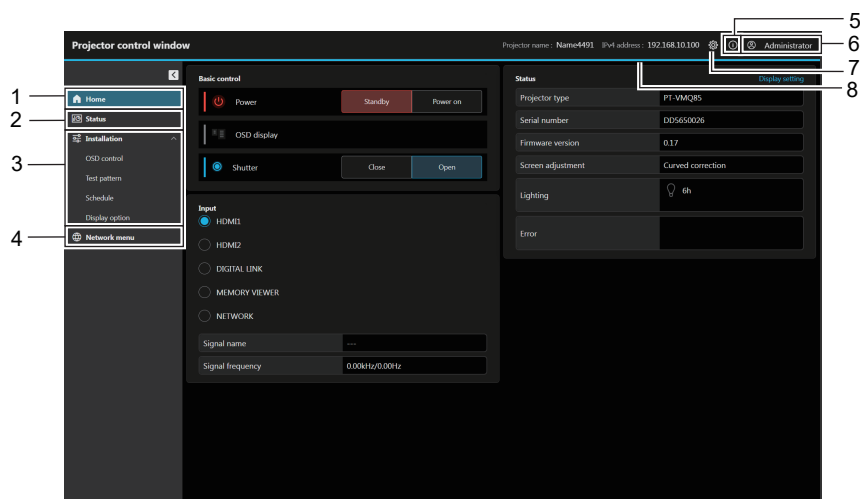 5
Projector control window
Projector name : Name4491 IPv4 address : 192.168.10.100
Administrator
6
7
8
1
2
3
4
Home
Status
Installation
OSD control
Test pattern
Schedule
Display option
Network menu
Basic control
Power Standby Power on
OSD display
Shutter Close Open
Input
HDMI1
HDMI2
DIGITAL LINK
MEMORY VIEWER
NETWORK
Signal name ---
Signal frequency 0.00kHz/0.00Hz
Status Display setting
Projector type PT-VMQ85
Serial number DD5650026
Firmware version 0.17
Screen adjustment Curved correction
Lighting 6h
Error